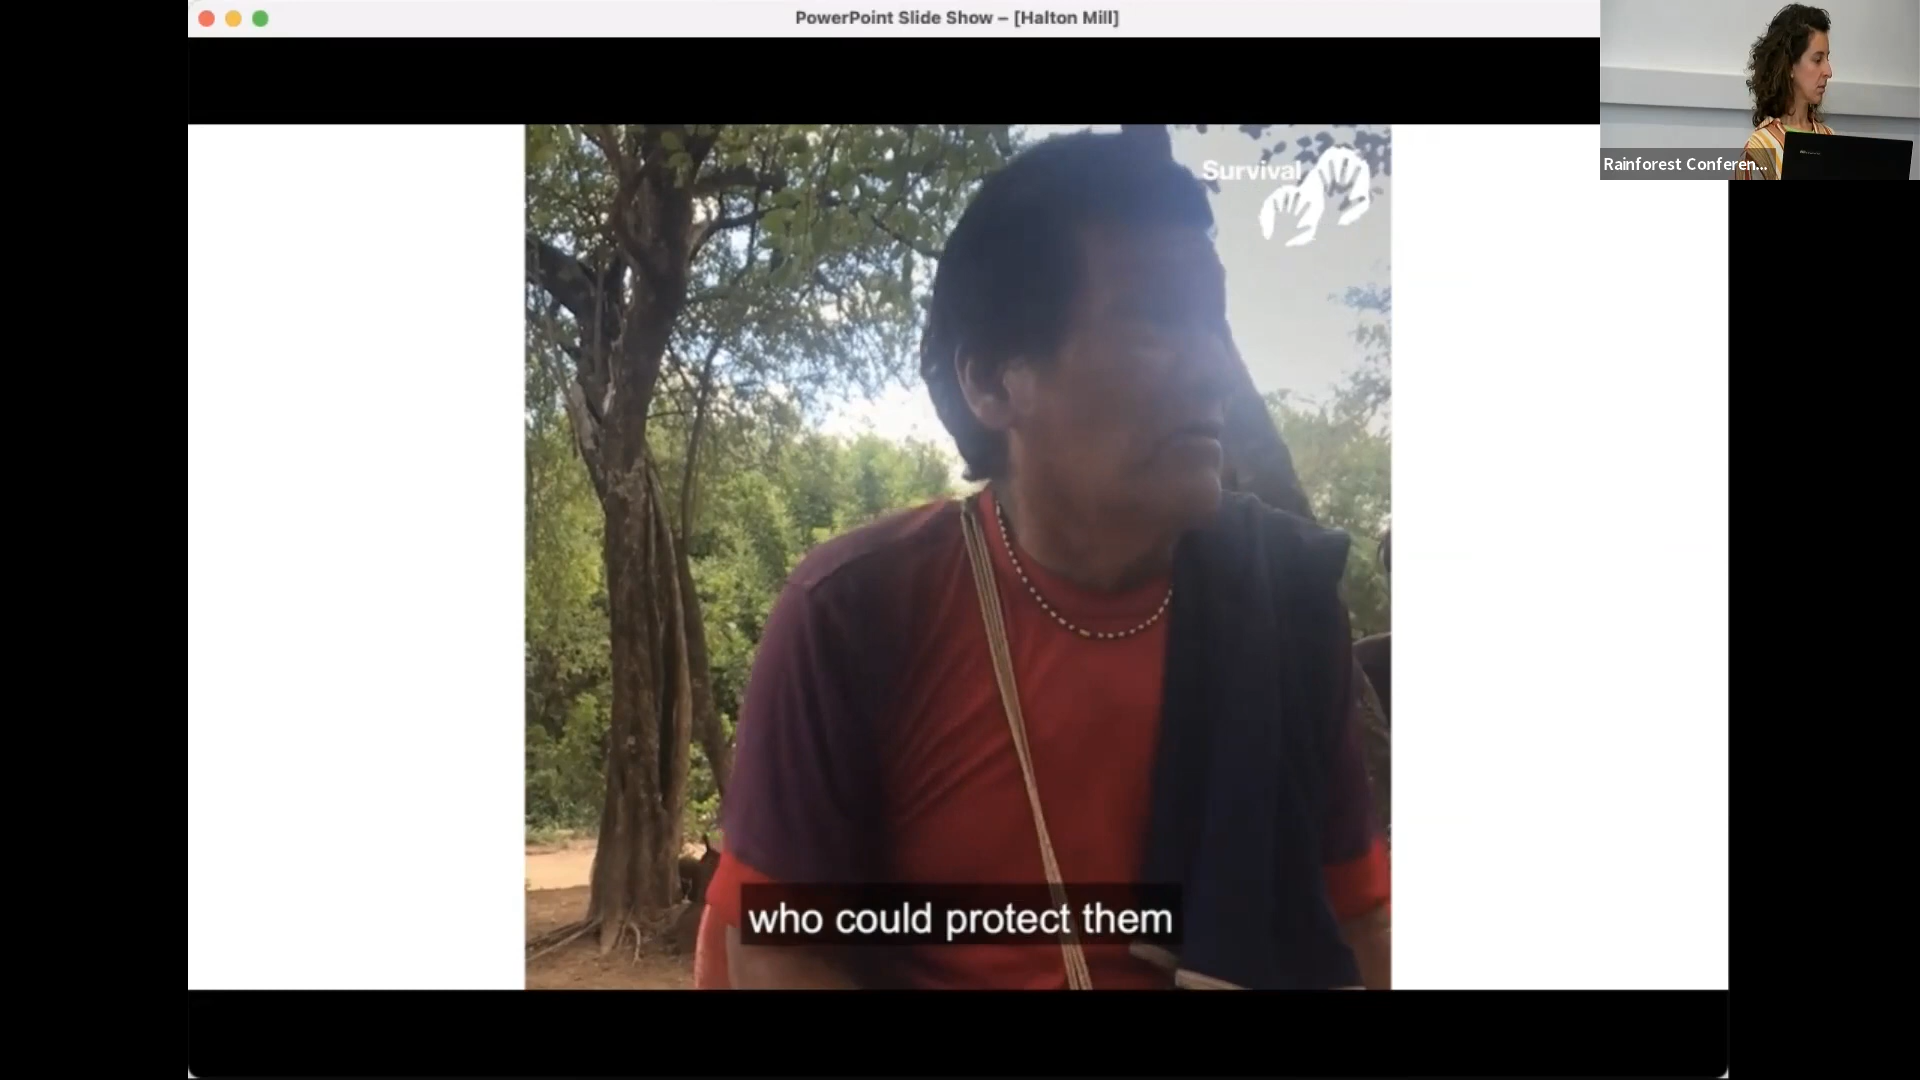 PowerPoint Slide Show – [Halton Mill]
Rainforest Conferen...
Survival
who could protect them